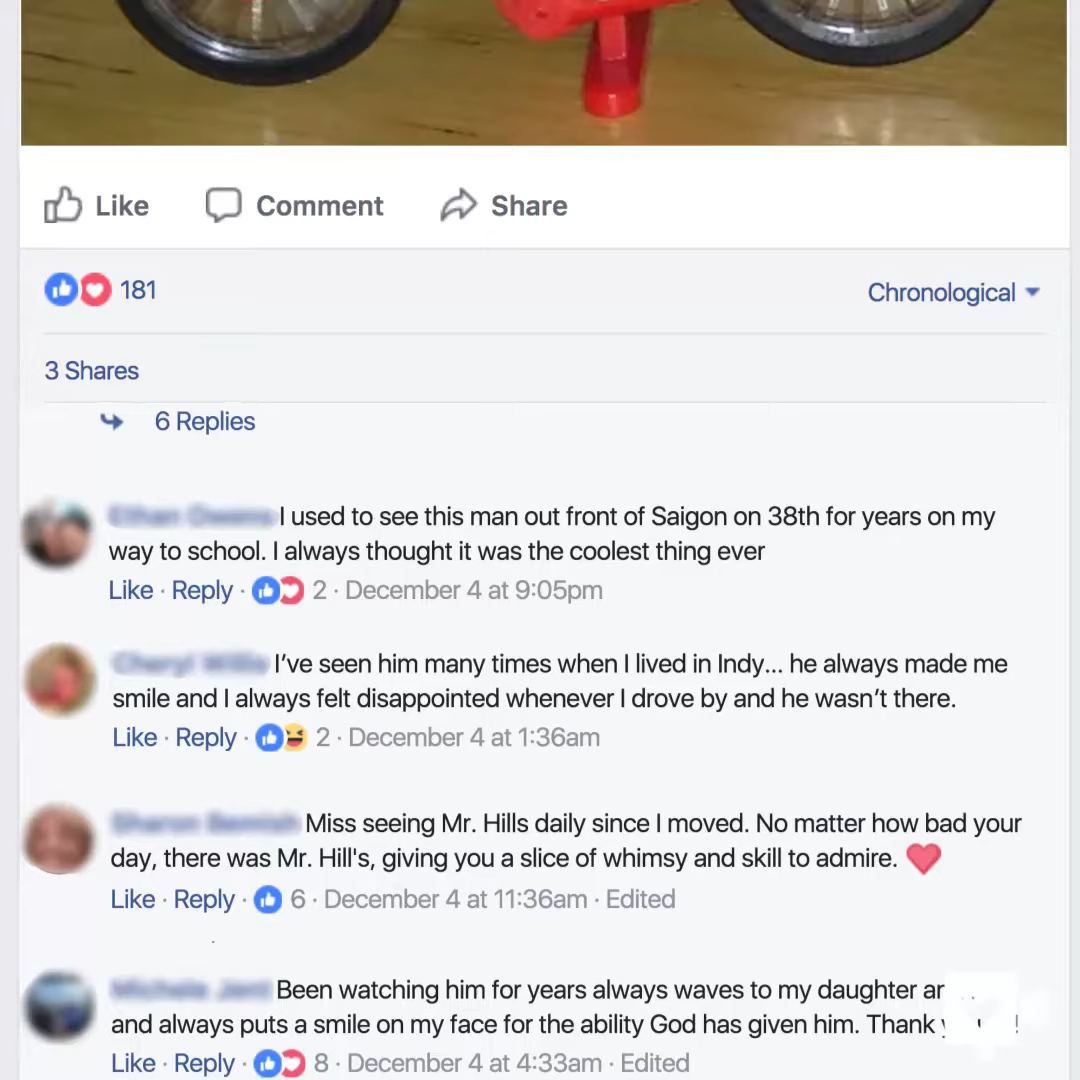 Like Comment Share
181 Chronological
3 Shares
6 Replies
I used to see this man out front of Saigon on 38th for years on my
way to school. I always thought it was the coolest thing ever
Like · Reply · 2 · December 4 at 9:05pm
I've seen him many times when I lived in Indy... he always made me
smile and I always felt disappointed whenever I drove by and he wasn't there.
Like · Reply · 2 · December 4 at 1:36am
Miss seeing Mr. Hills daily since I moved. No matter how bad your
day, there was Mr. Hill's, giving you a slice of whimsy and skill to admire. ❤️
Like · Reply · 6 · December 4 at 11:36am · Edited
Been watching him for years always waves to my daughter
and always puts a smile on my face for the ability God has given him. Thank
Like · Reply · 8 · December 4 at 4:33am · Edited